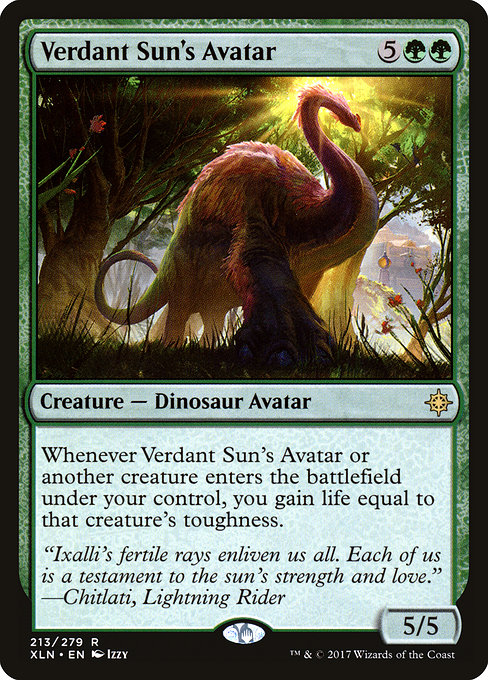 Verdant Sun's Avatar 5
Creature — Dinosaur Avatar
Whenever Verdant Sun's Avatar or
another creature enters the battlefield
under your control, you gain life equal to
that creature's toughness.
“Ixalli's fertile rays enliven us all. Each of us
is a testament to the sun's strength and love.”
—Chitlati, Lightning Rider
5/5
213/279 R
XLN • EN Izzy
™ & © 2017 Wizards of the Coast